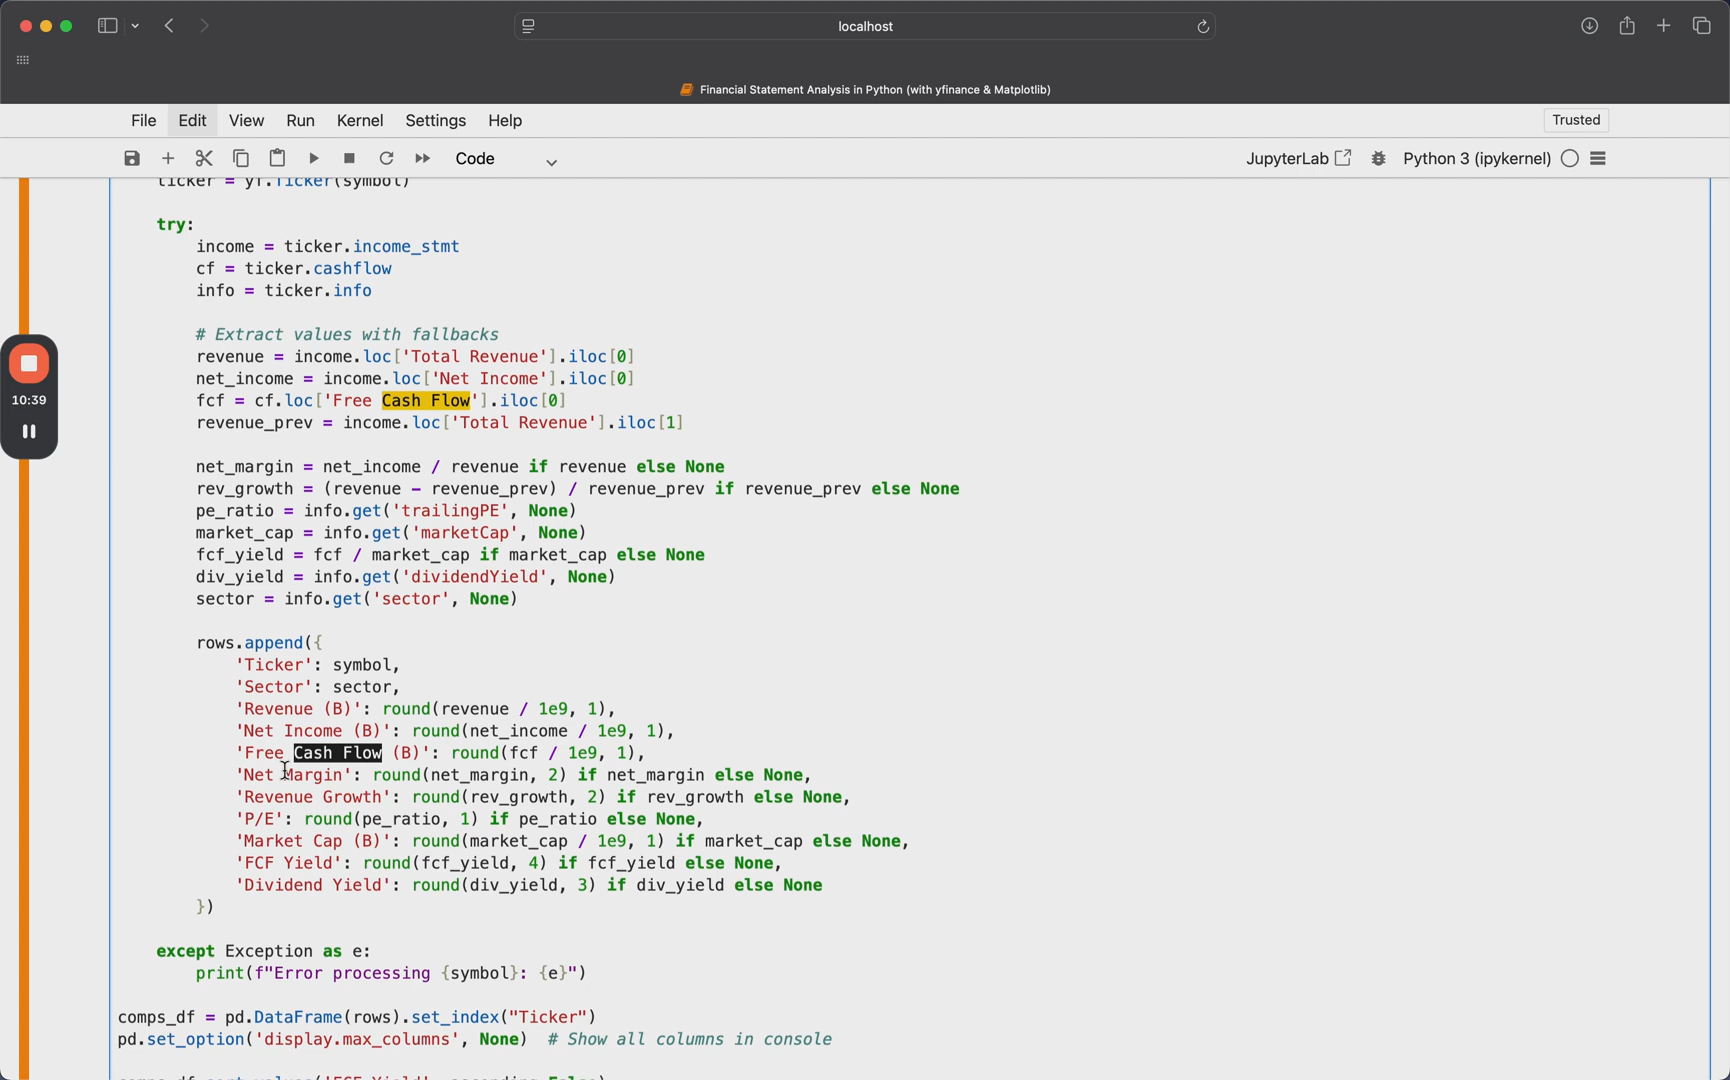 localhost
Financial Statement Analysis in Python (with yfinance & Matplotlib)
File Edit View Run Kernel Settings Help
Trusted
Code
JupyterLab
Python 3 (ipykernel)
10:39
ticker = yf.Ticker(symbol)
try:
income = ticker.income_stmt
cf = ticker.cashflow
info = ticker.info
# Extract values with fallbacks
revenue = income.loc['Total Revenue'].iloc[0]
net_income = income.loc['Net Income'].iloc[0]
fcf = cf.loc['Free Cash Flow'].iloc[0]
revenue_prev = income.loc['Total Revenue'].iloc[1]
net_margin = net_income / revenue if revenue else None
rev_growth = (revenue - revenue_prev) / revenue_prev if revenue_prev else None
pe_ratio = info.get('trailingPE', None)
market_cap = info.get('marketCap', None)
fcf_yield = fcf / market_cap if market_cap else None
div_yield = info.get('dividendYield', None)
sector = info.get('sector', None)
rows.append({
'Ticker': symbol,
'Sector': sector,
'Revenue (B)': round(revenue / 1e9, 1),
'Net Income (B)': round(net_income / 1e9, 1),
'Free Cash Flow (B)': round(fcf / 1e9, 1),
'Net Margin': round(net_margin, 2) if net_margin else None,
'Revenue Growth': round(rev_growth, 2) if rev_growth else None,
'P/E': round(pe_ratio, 1) if pe_ratio else None,
'Market Cap (B)': round(market_cap / 1e9, 1) if market_cap else None,
'FCF Yield': round(fcf_yield, 4) if fcf_yield else None,
'Dividend Yield': round(div_yield, 3) if div_yield else None
})
except Exception as e:
print(f"Error processing {symbol}: {e}")
comps_df = pd.DataFrame(rows).set_index("Ticker")
pd.set_option('display.max_columns', None) # Show all columns in console